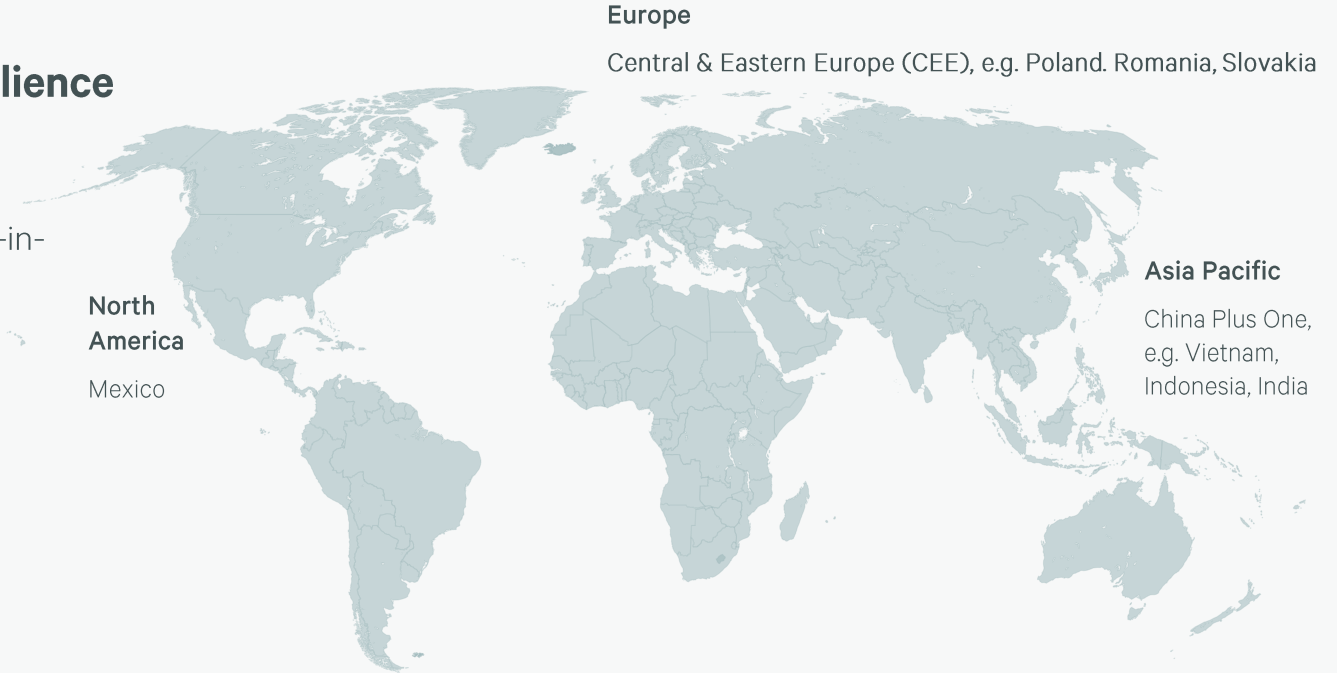 Europe
Central & Eastern Europe (CEE), e.g. Poland. Romania, Slovakia
lience
-in-
North
America
Mexico
Asia Pacific
China Plus One,
e.g. Vietnam,
Indonesia, India